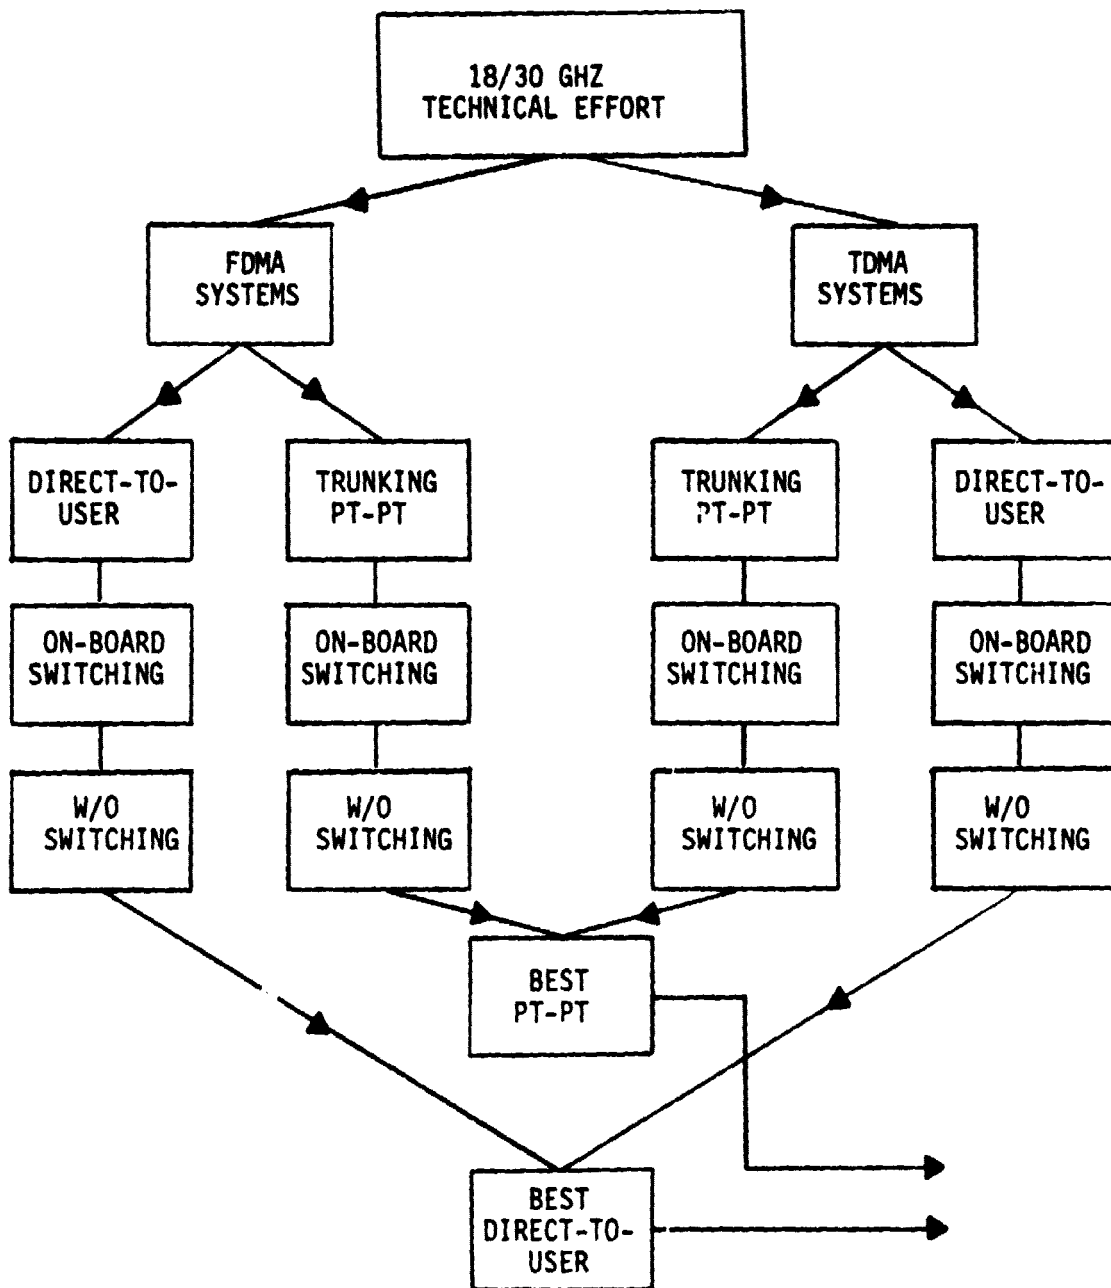 18/30 GHZ
TECHNICAL EFFORT
FDMA
SYSTEMS
TDMA
SYSTEMS
DIRECT-TO-
USER
TRUNKING
PT-PT
TRUNKING
PT-PT
DIRECT-TO-
USER
ON-BOARD
SWITCHING
ON-BOARD
SWITCHING
ON-BOARD
SWITCHING
ON-BOARD
SWITCHING
W/O
SWITCHING
W/O
SWITCHING
W/O
SWITCHING
W/O
SWITCHING
BEST
PT-PT
BEST
DIRECT-TO-
USER